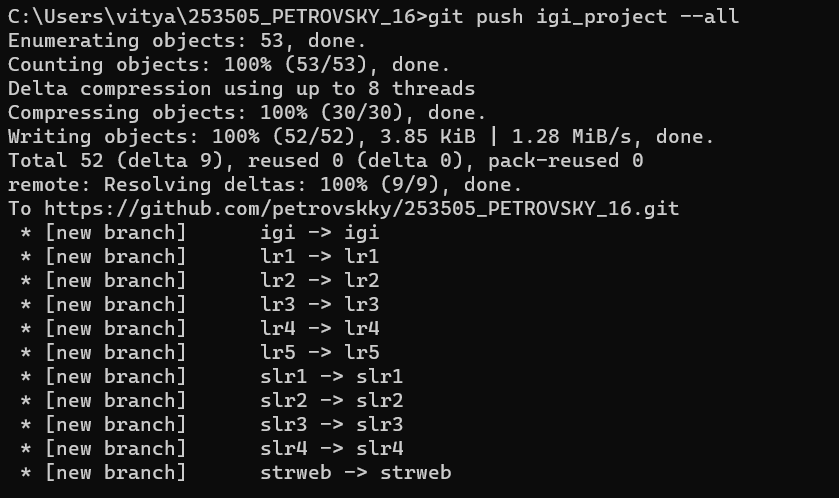 C:\Users\vitya\253505_PETROVSKY_16>git push igi_project --all
Enumerating objects: 53, done.
Counting objects: 100% (53/53), done.
Delta compression using up to 8 threads
Compressing objects: 100% (30/30), done.
Writing objects: 100% (52/52), 3.85 KiB | 1.28 MiB/s, done.
Total 52 (delta 9), reused 0 (delta 0), pack-reused 0
remote: Resolving deltas: 100% (9/9), done.
To https://github.com/petrovskky/253505_PETROVSKY_16.git
 * [new branch]      igi -> igi
 * [new branch]      lr1 -> lr1
 * [new branch]      lr2 -> lr2
 * [new branch]      lr3 -> lr3
 * [new branch]      lr4 -> lr4
 * [new branch]      lr5 -> lr5
 * [new branch]      slr1 -> slr1
 * [new branch]      slr2 -> slr2
 * [new branch]      slr3 -> slr3
 * [new branch]      slr4 -> slr4
 * [new branch]      strweb -> strweb